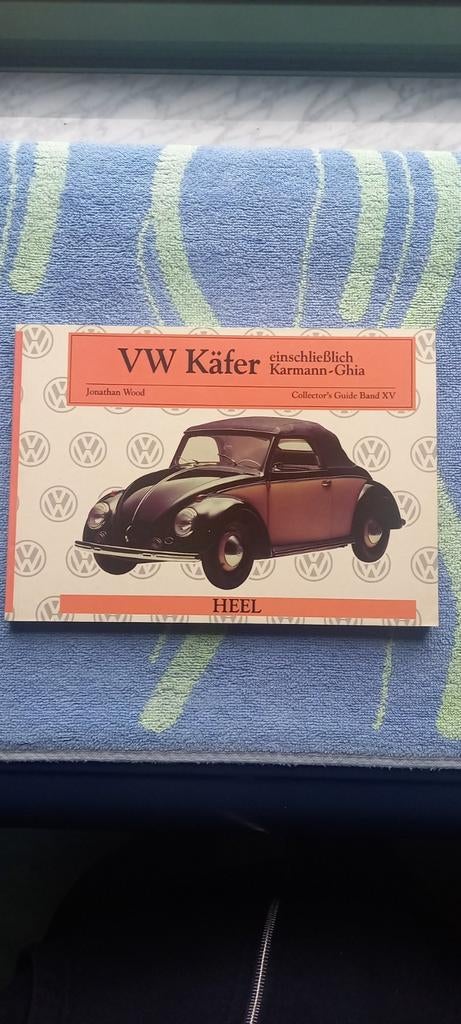 VW Käfer einschließlich
Karmann-Ghia
Jonathan Wood
Collector's Guide Band XV
HEEL